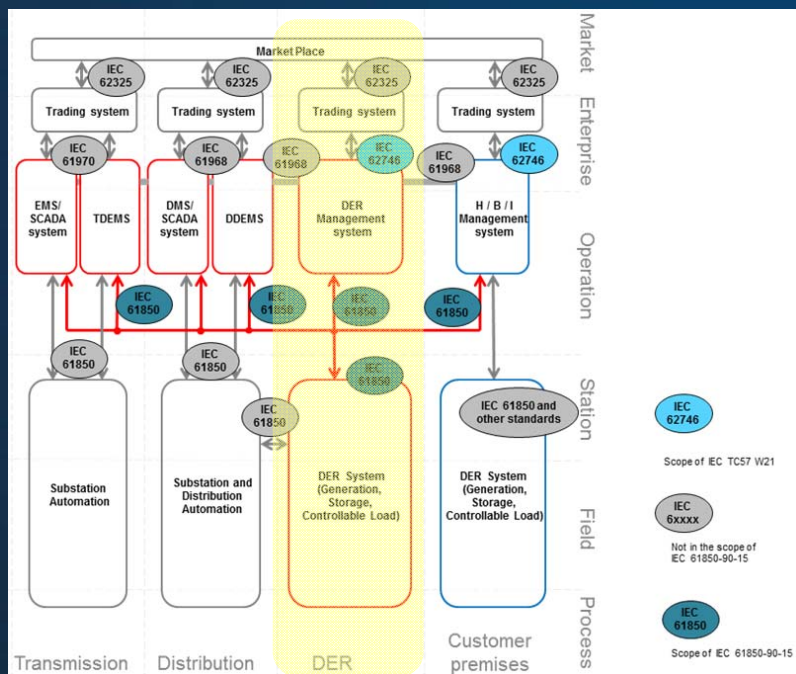 Market Place
Market
IEC
62325
IEC
62325
IEC
62325
IEC
62325
Trading system
Trading system
Trading system
Trading system
Enterprise
IEC
61970
IEC
61968
IEC
61968
IEC
62746
IEC
61968
IEC
62746
EMS/
SCADA
system
TDEMS
DMS/
SCADA
system
DDEMS
DER
Management
system
H / B / I
Management
system
Operation
IEC
61850
IEC
61850
IEC
61850
IEC
61850
IEC
61850
IEC
61850
IEC
61850
IEC
61850
IEC 61850 and
other standards
Station
Substation
Automation
Substation and
Distribution
Automation
DER System
(Generation,
Storage,
Controllable Load)
DER System
(Generation,
Storage,
Controllable Load)
Field
Process
Transmission
Distribution
DER
Customer
premises
IEC
62746
Scope of IEC TC57 W21
IEC
6xxxx
Not in the scope of
IEC 61850-90-15
IEC
61850
Scope of IEC 61850-90-15